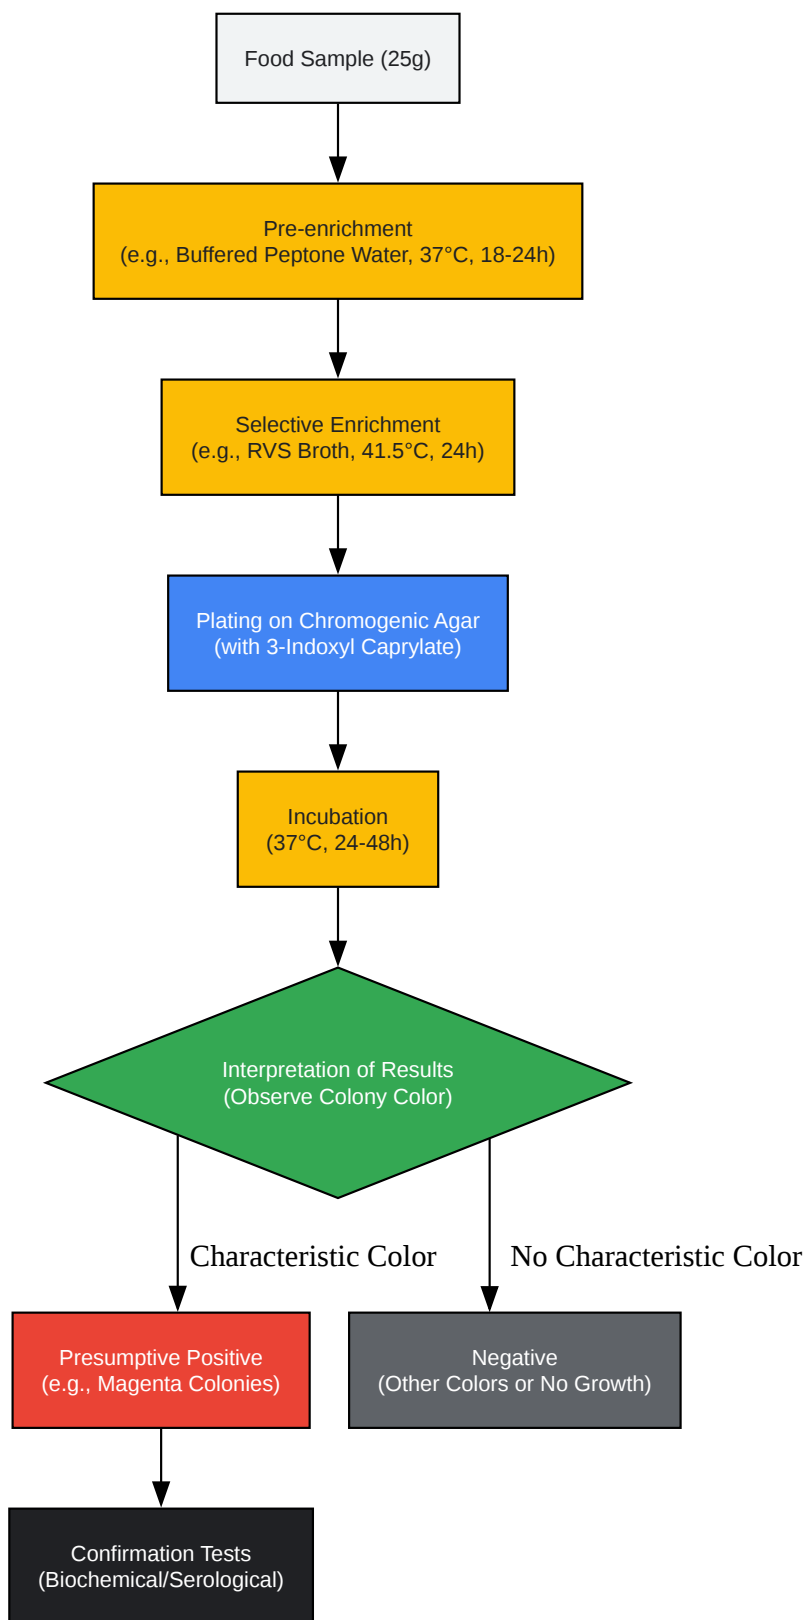 Food Sample (25g)
Pre-enrichment
(e.g., Buffered Peptone Water, 37°C, 18-24h)
Selective Enrichment
(e.g., RVS Broth, 41.5°C, 24h)
Plating on Chromogenic Agar
(with 3-Indoxyl Caprylate)
Incubation
(37°C, 24-48h)
Interpretation of Results
(Observe Colony Color)
Characteristic Color
No Characteristic Color
Presumptive Positive
(e.g., Magenta Colonies)
Negative
(Other Colors or No Growth)
Confirmation Tests
(Biochemical/Serological)